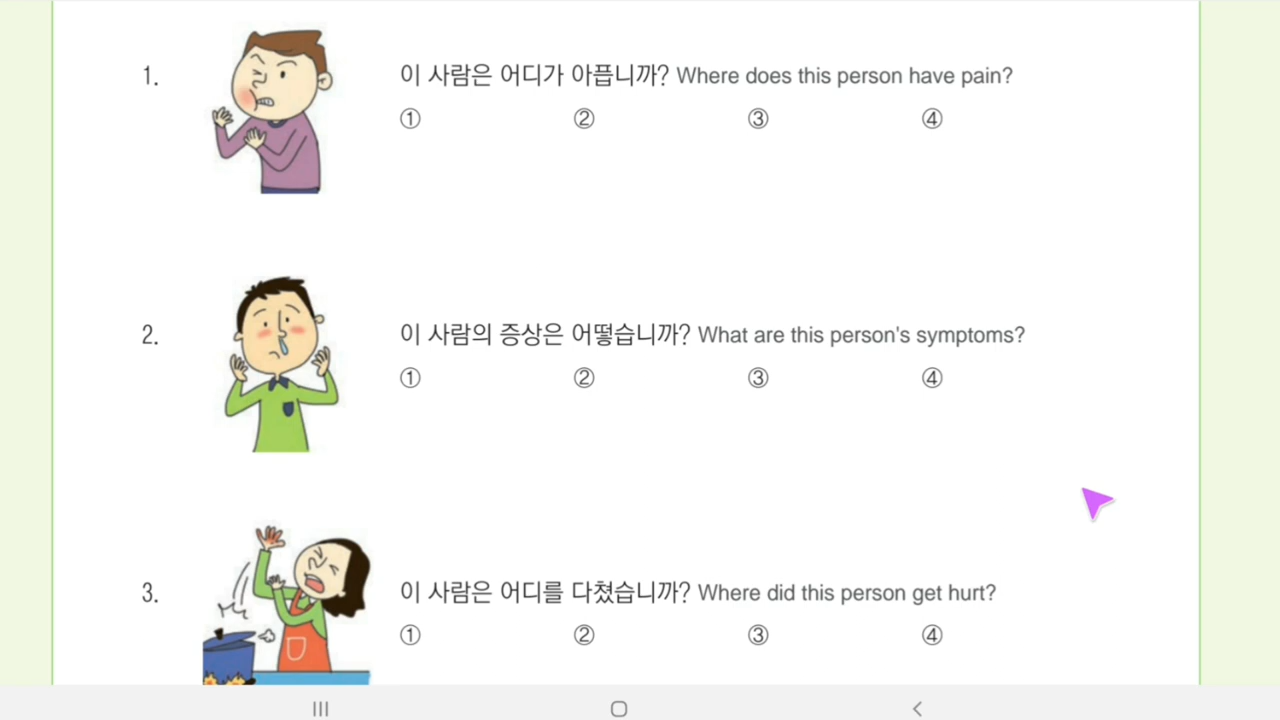 1.
이 사람은 어디가 아픕니까? Where does this person have pain?
① ② ③ ④
2.
이 사람의 증상은 어떻습니까? What are this person's symptoms?
① ② ③ ④
3.
이 사람은 어디를 다쳤습니까? Where did this person get hurt?
① ② ③ ④